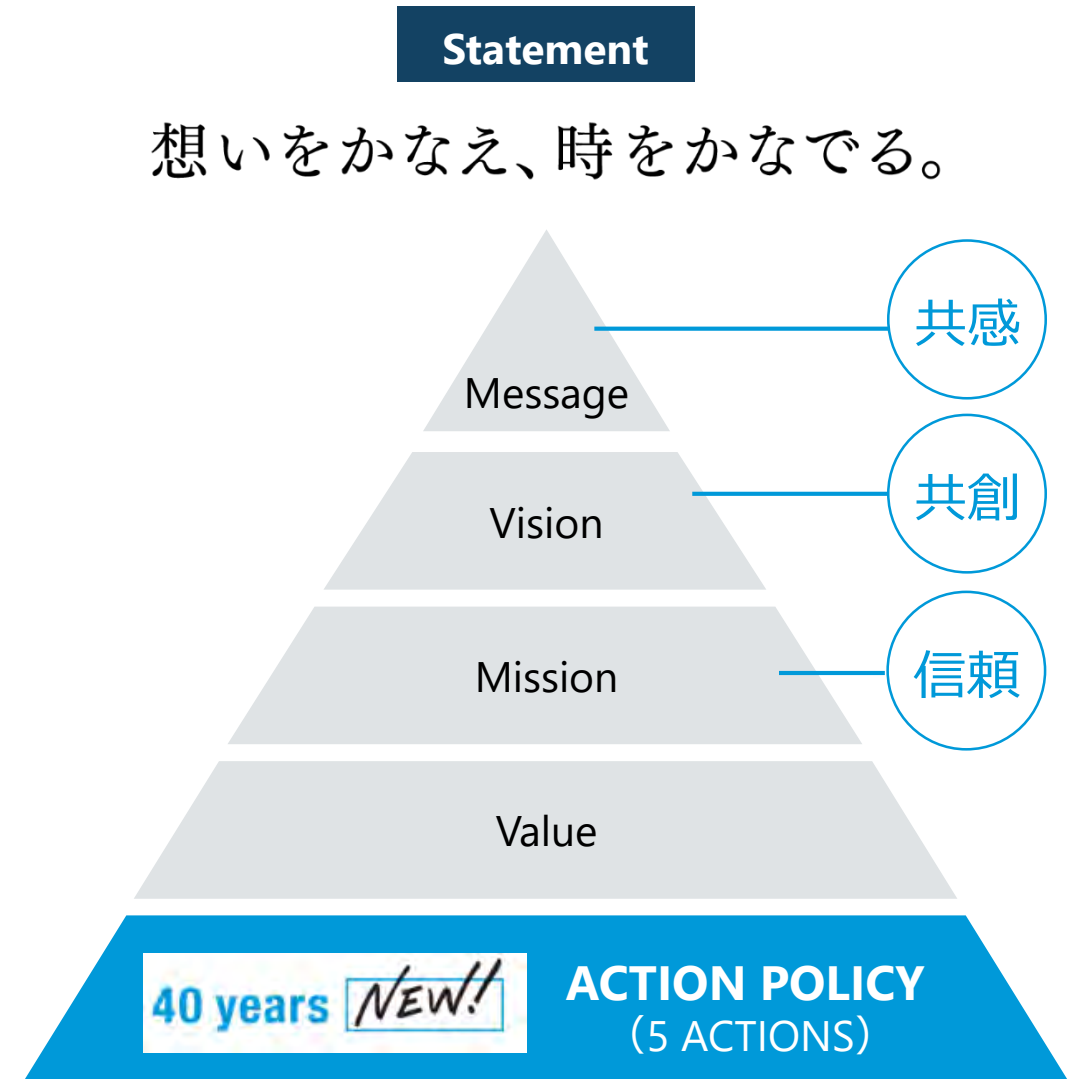 Statement
想いをかなえ、時をかなでる。
共感
Message
共創
Vision
信頼
Mission
Value
40 years NEW!!
ACTION POLICY
（5 ACTIONS）